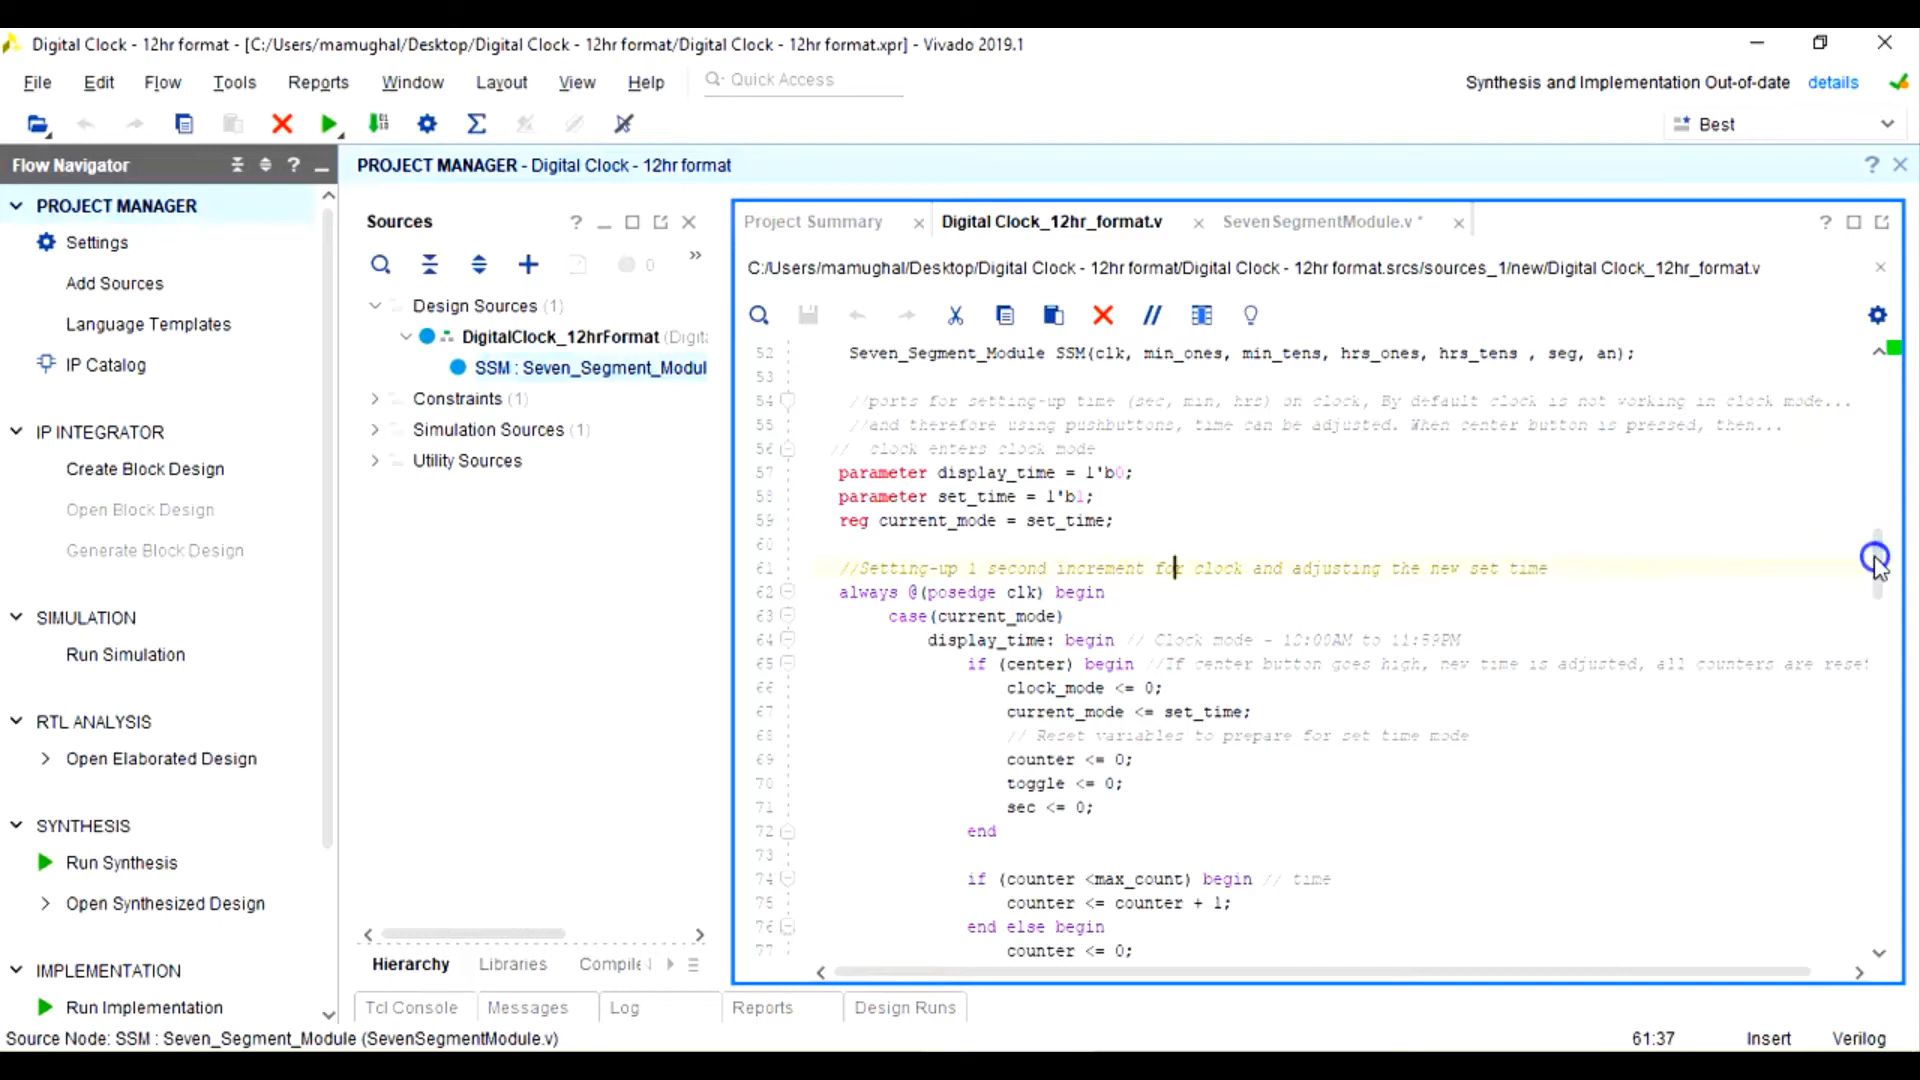 Digital Clock - 12hr format - [C:/Users/mamughal/Desktop/Digital Clock - 12hr format/Digital Clock - 12hr format.xpr] - Vivado 2019.1
File Edit Flow Tools Reports Window Layout View Help Quick Access
Synthesis and Implementation Out-of-date details
Best
Flow Navigator
PROJECT MANAGER
Settings
Add Sources
Language Templates
IP Catalog
IP INTEGRATOR
Create Block Design
Open Block Design
Generate Block Design
SIMULATION
Run Simulation
RTL ANALYSIS
Open Elaborated Design
SYNTHESIS
Run Synthesis
Open Synthesized Design
IMPLEMENTATION
Run Implementation
PROJECT MANAGER - Digital Clock - 12hr format
Sources
0
Design Sources (1)
DigitalClock_12hrFormat (Digit
SSM : Seven_Segment_Modul
Constraints (1)
Simulation Sources (1)
Utility Sources
Hierarchy Libraries Compile
Project Summary Digital Clock_12hr_format.v SevenSegmentModule.v *
C:/Users/mamughal/Desktop/Digital Clock - 12hr format/Digital Clock - 12hr format.srcs/sources_1/new/Digital Clock_12hr_format.v
52 Seven_Segment_Module SSM(clk, min_ones, min_tens, hrs_ones, hrs_tens , seg, an);
53
54 //ports for setting-up time (sec, min, hrs) on clock, By default clock is not working in clock mode...
55 //and therefore using pushbuttons, time can be adjusted. When center button is pressed, then...
56 // clock enters clock mode
57 parameter display_time = 1'b0;
58 parameter set_time = 1'b1;
59 reg current_mode = set_time;
60
61 //Setting-up 1 second increment for clock and adjusting the new set time
62 always @(posedge clk) begin
63 case(current_mode)
64 display_time: begin // Clock mode - 12:00AM to 11:59PM
65 if (center) begin //If center button goes high, new time is adjusted, all counters are reset
66 clock_mode <= 0;
67 current_mode <= set_time;
68 // Reset variables to prepare for set time mode
69 counter <= 0;
70 toggle <= 0;
71 sec <= 0;
72 end
73
74 if (counter <max_count) begin // time
75 counter <= counter + 1;
76 end else begin
77 counter <= 0;
Tcl Console Messages Log Reports Design Runs
Source Node: SSM : Seven_Segment_Module (SevenSegmentModule.v)
61:37 Insert Verilog